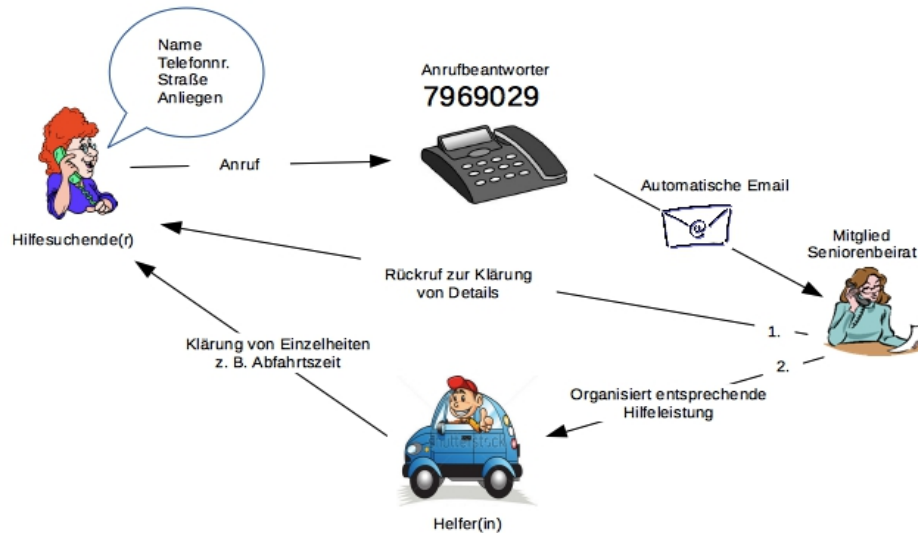 Name
Telefonnr.
Straße
Anliegen
Anrufbeantworter
7969029
Anruf
Automatische Email
@
Hilfesuchende(r)
Mitglied
Seniorenbeirat
Rückruf zur Klärung
von Details
1.
2.
Klärung von Einzelheiten
z. B. Abfahrtszeit
Organisiert entsprechende
Hilfeleistung
shutterstock
Helfer(in)